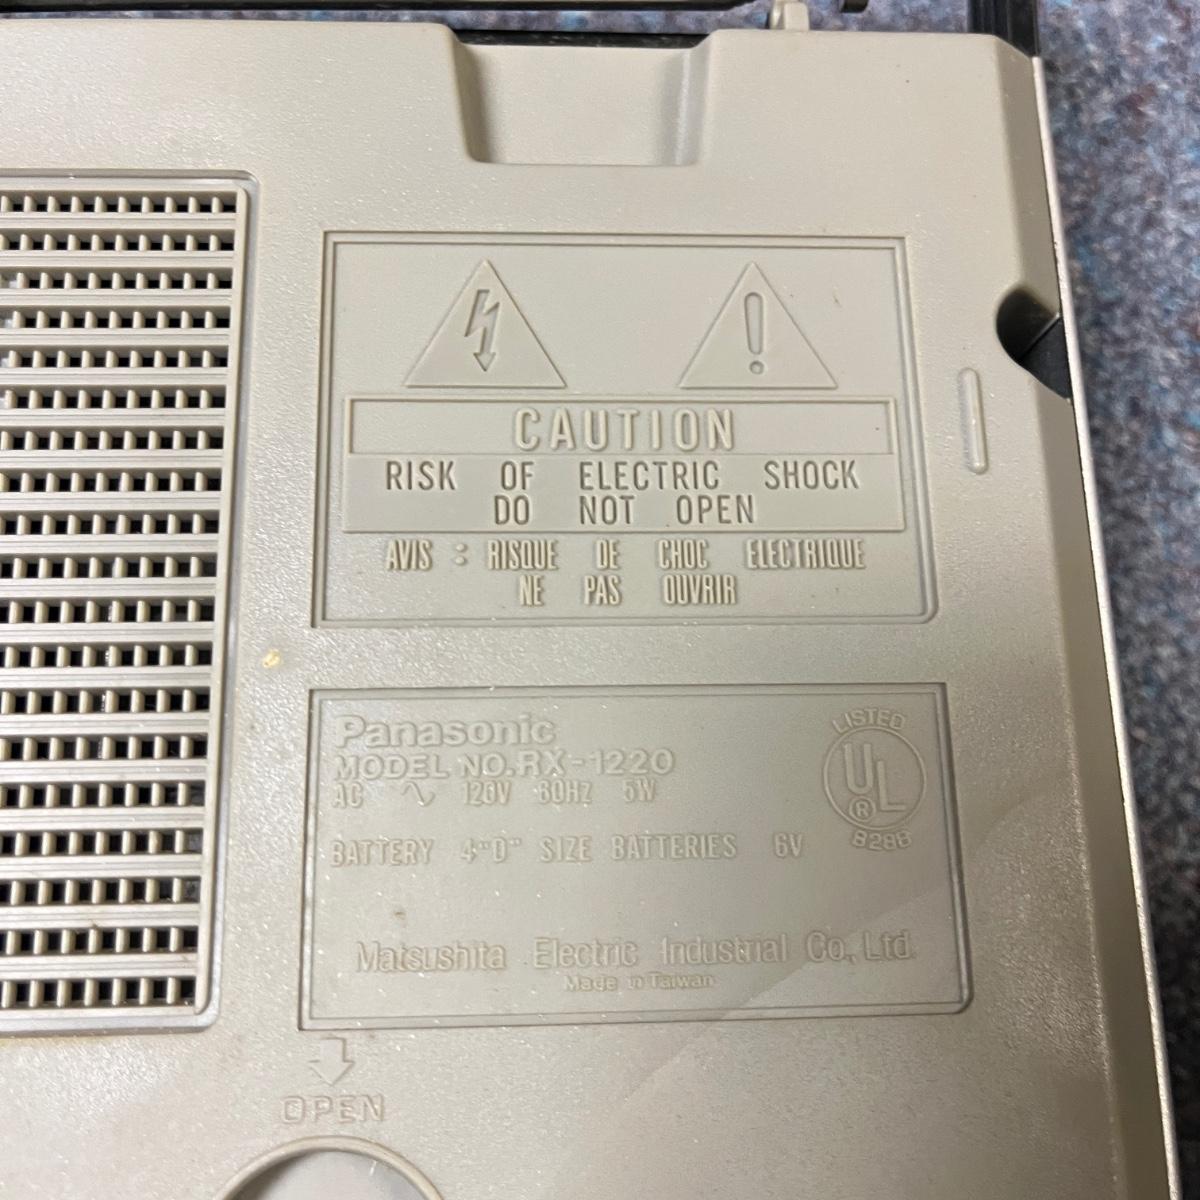 CAUTION
RISK OF ELECTRIC SHOCK
DO NOT OPEN
AVIS : RISQUE DE CHOC ELECTRIQUE
NE PAS OUVRIR
Panasonic
MODEL NO. RX-1220
AC 120V 60HZ 5W
BATTERY 4"D" SIZE BATTERIES 6V
LISTED
UL
®
828B
Matsushita Electric Industrial Co., Ltd.
Made in Taiwan
OPEN